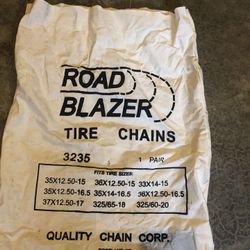 ROAD
BLAZER
TIRE CHAINS
3235 1 PAIR
FITS TIRE SIZES
35X12.50-15 36X12.50-15 33X14-15
35X12.50-16.5 35X14-16.5 36X12.50-16.5
37X12.50-17 325/65-18 325/60-20
QUALITY CHAIN CORP.